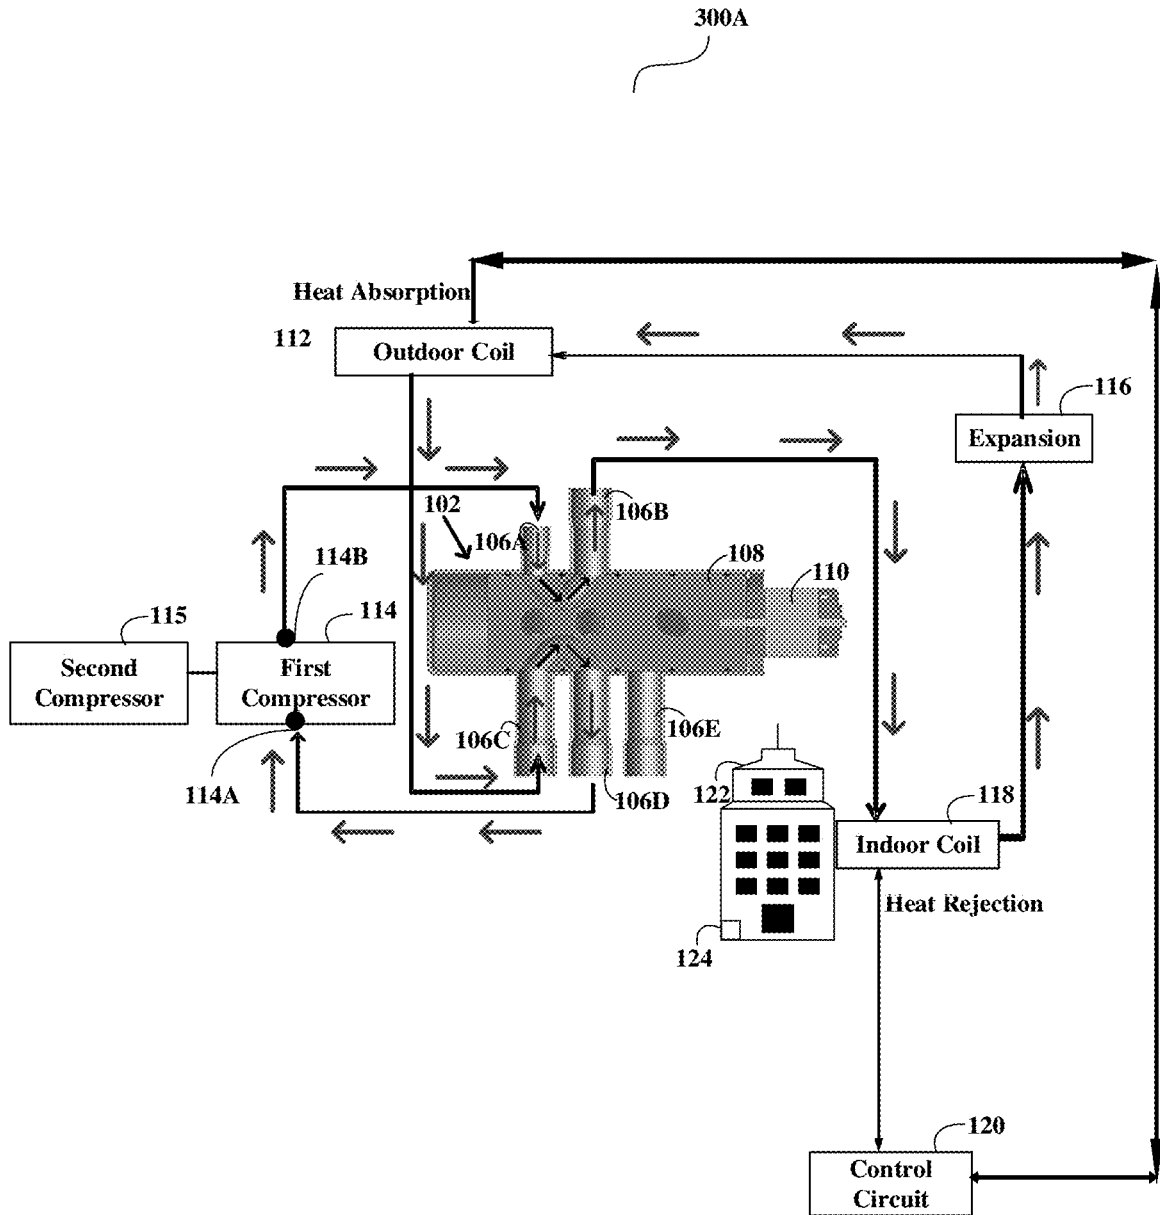 300A
Heat Absorption
112
Outdoor Coil
116
Expansion
102
106A
106B
108
110
114B
115
114
Second
Compressor
First
Compressor
106C
106E
114A
106D
122
118
Indoor Coil
Heat Rejection
124
120
Control
Circuit